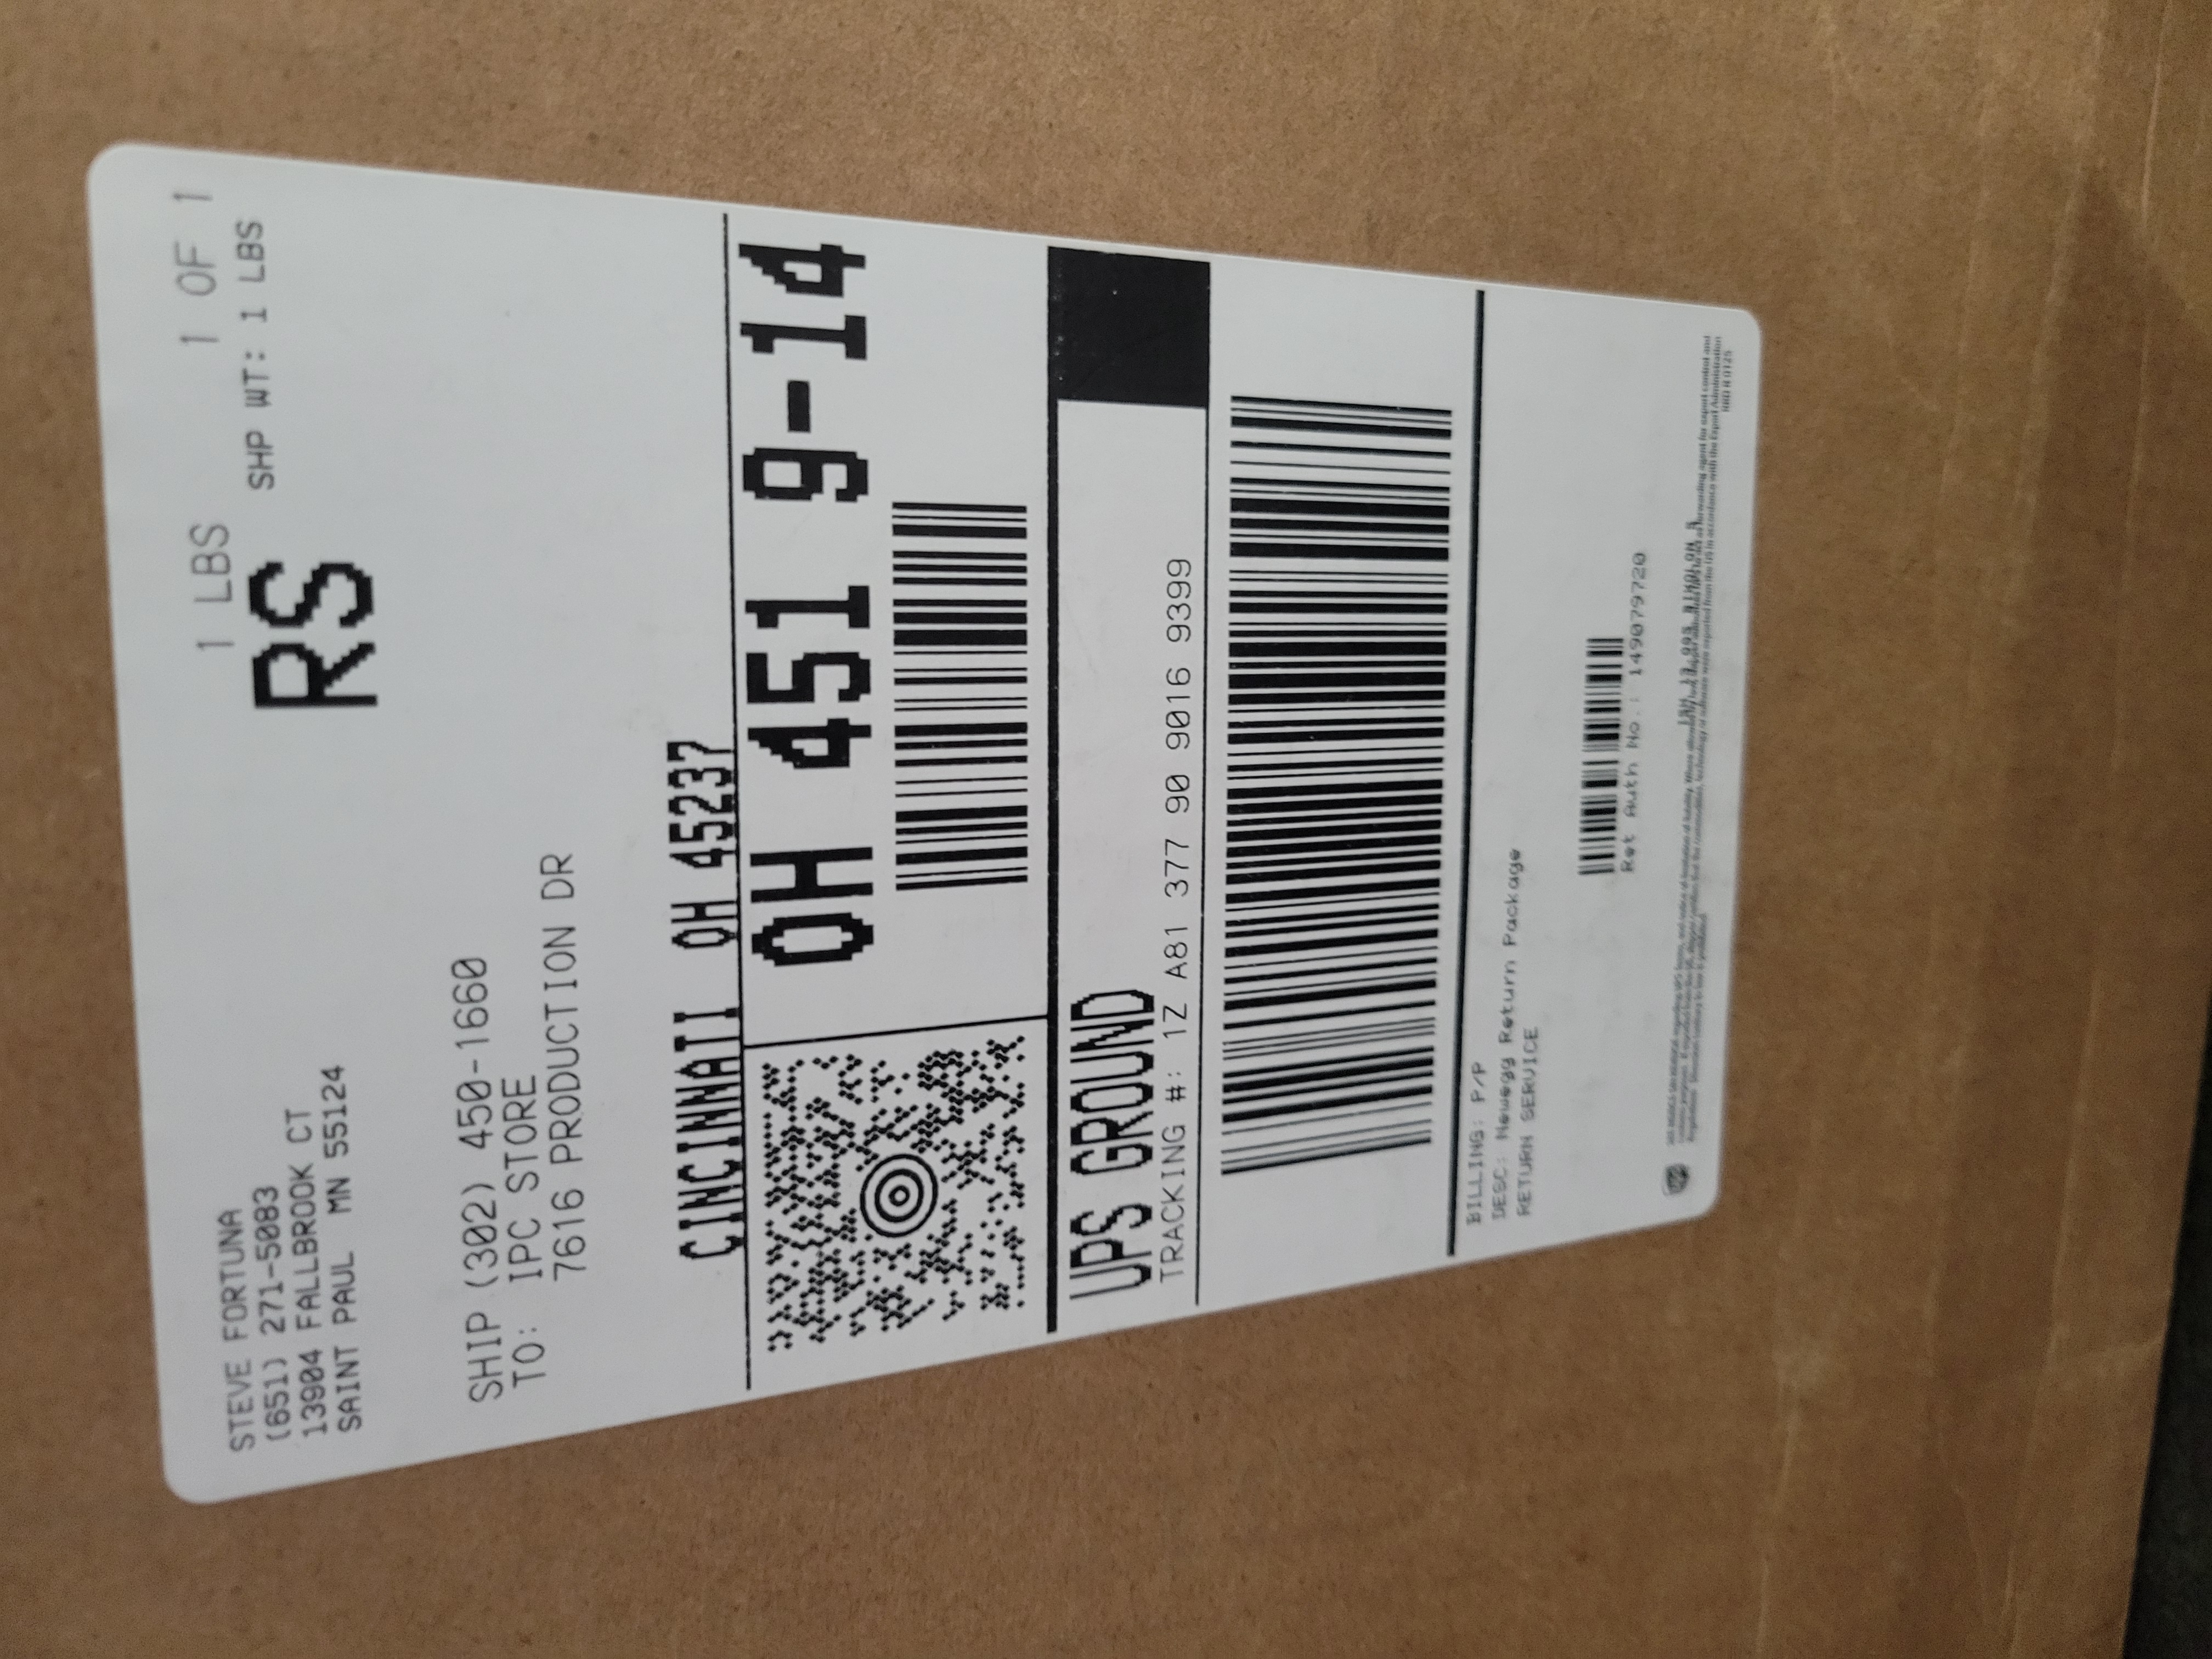 STEVE FORTUNA
(651) 271-5083
13904 FALLBROOK CT
SAINT PAUL MN 55124
1 LBS 1 OF 1
SHP WT: 1 LBS
RS
SHIP (302) 450-1660
TO: IPC STORE
7616 PRODUCTION DR
CINCINNATI OH 45237
OH 451 9-14
UPS GROUND
TRACKING #: 1Z A81 377 90 9016 9399
BILLING: P/P
DESC: Newegg Return Package
RETURN SERVICE
Ret Auth No.: 149079720